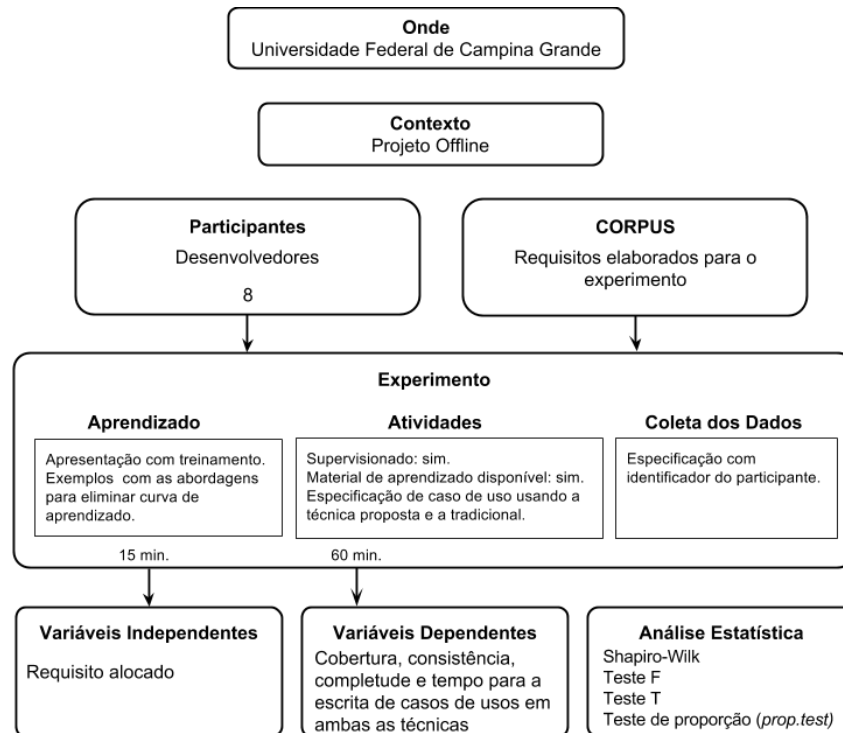 Onde
Universidade Federal de Campina Grande
Contexto
Projeto Offline
Participantes
Desenvolvedores
8
CORPUS
Requisitos elaborados para o
experimento
Experimento
Aprendizado
Apresentação com treinamento.
Exemplos com as abordagens
para eliminar curva de
aprendizado.
15 min.
Atividades
Supervisionado: sim.
Material de aprendizado disponível: sim.
Especificação de caso de uso usando a
técnica proposta e a tradicional.
60 min.
Coleta dos Dados
Especificação com
identificador do participante.
Variáveis Independentes
Requisito alocado
Variáveis Dependentes
Cobertura, consistência,
completude e tempo para a
escrita de casos de usos em
ambas as técnicas
Análise Estatística
Shapiro-Wilk
Teste F
Teste T
Teste de proporção (prop.test)